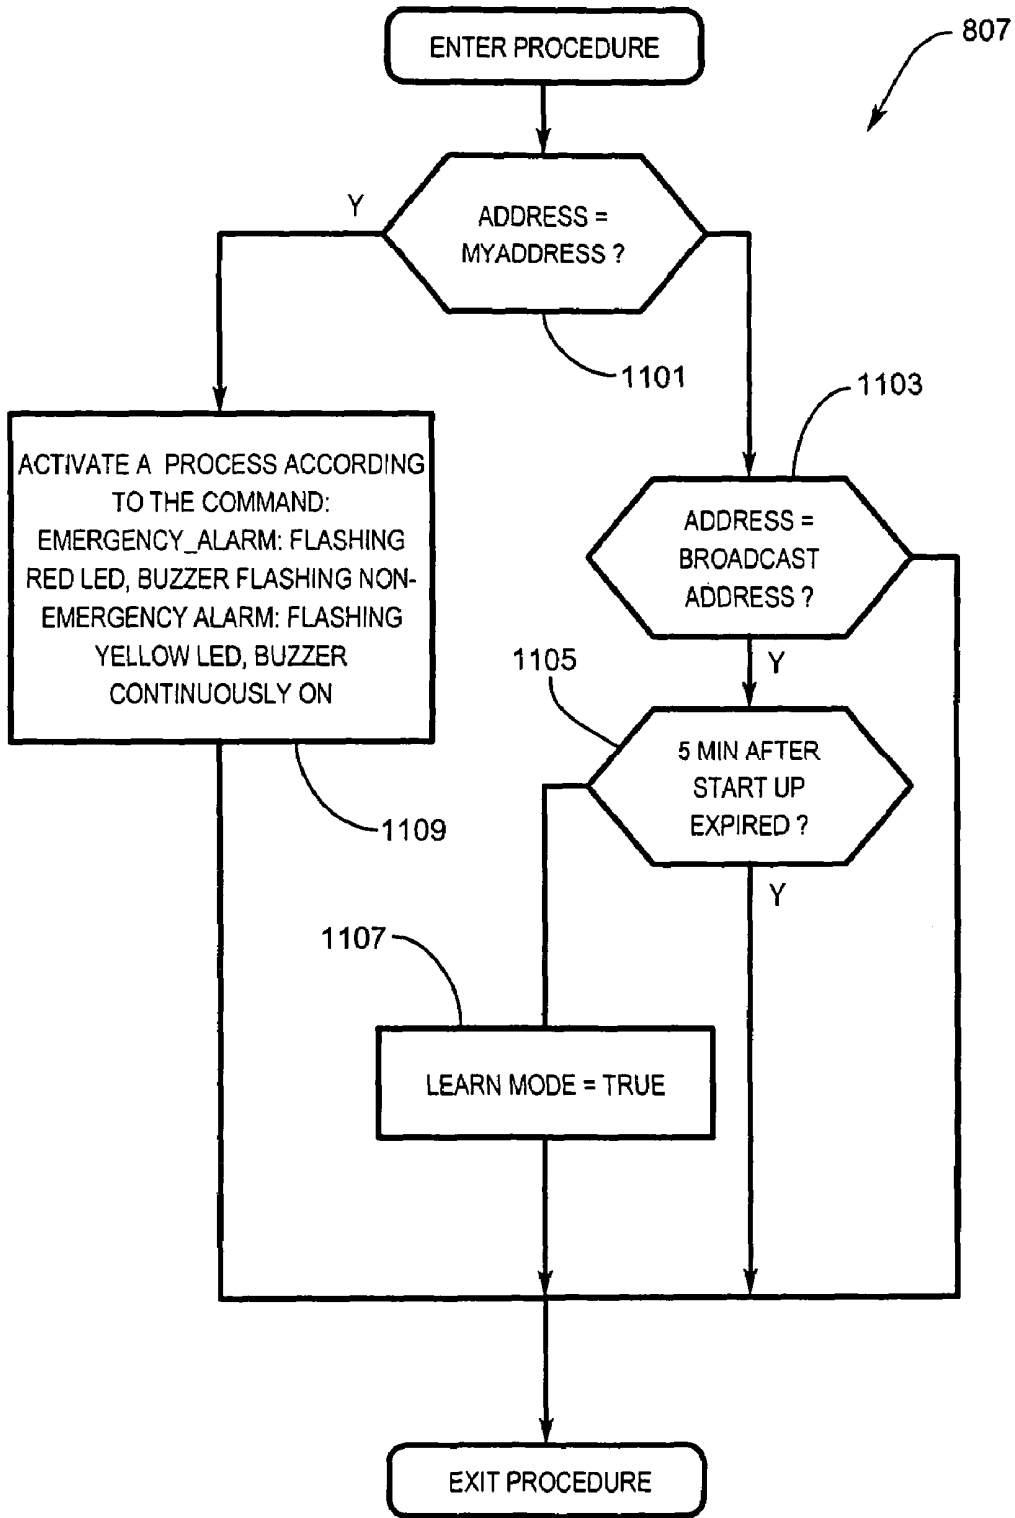 ENTER PROCEDURE
807
Y
ADDRESS =
MYADDRESS ?
1101
1103
ACTIVATE A PROCESS ACCORDING
TO THE COMMAND:
EMERGENCY_ALARM: FLASHING
RED LED, BUZZER FLASHING NON-
EMERGENCY ALARM: FLASHING
YELLOW LED, BUZZER
CONTINUOUSLY ON
1109
ADDRESS =
BROADCAST
ADDRESS ?
Y
1105
5 MIN AFTER
START UP
EXPIRED ?
Y
1107
LEARN MODE = TRUE
EXIT PROCEDURE